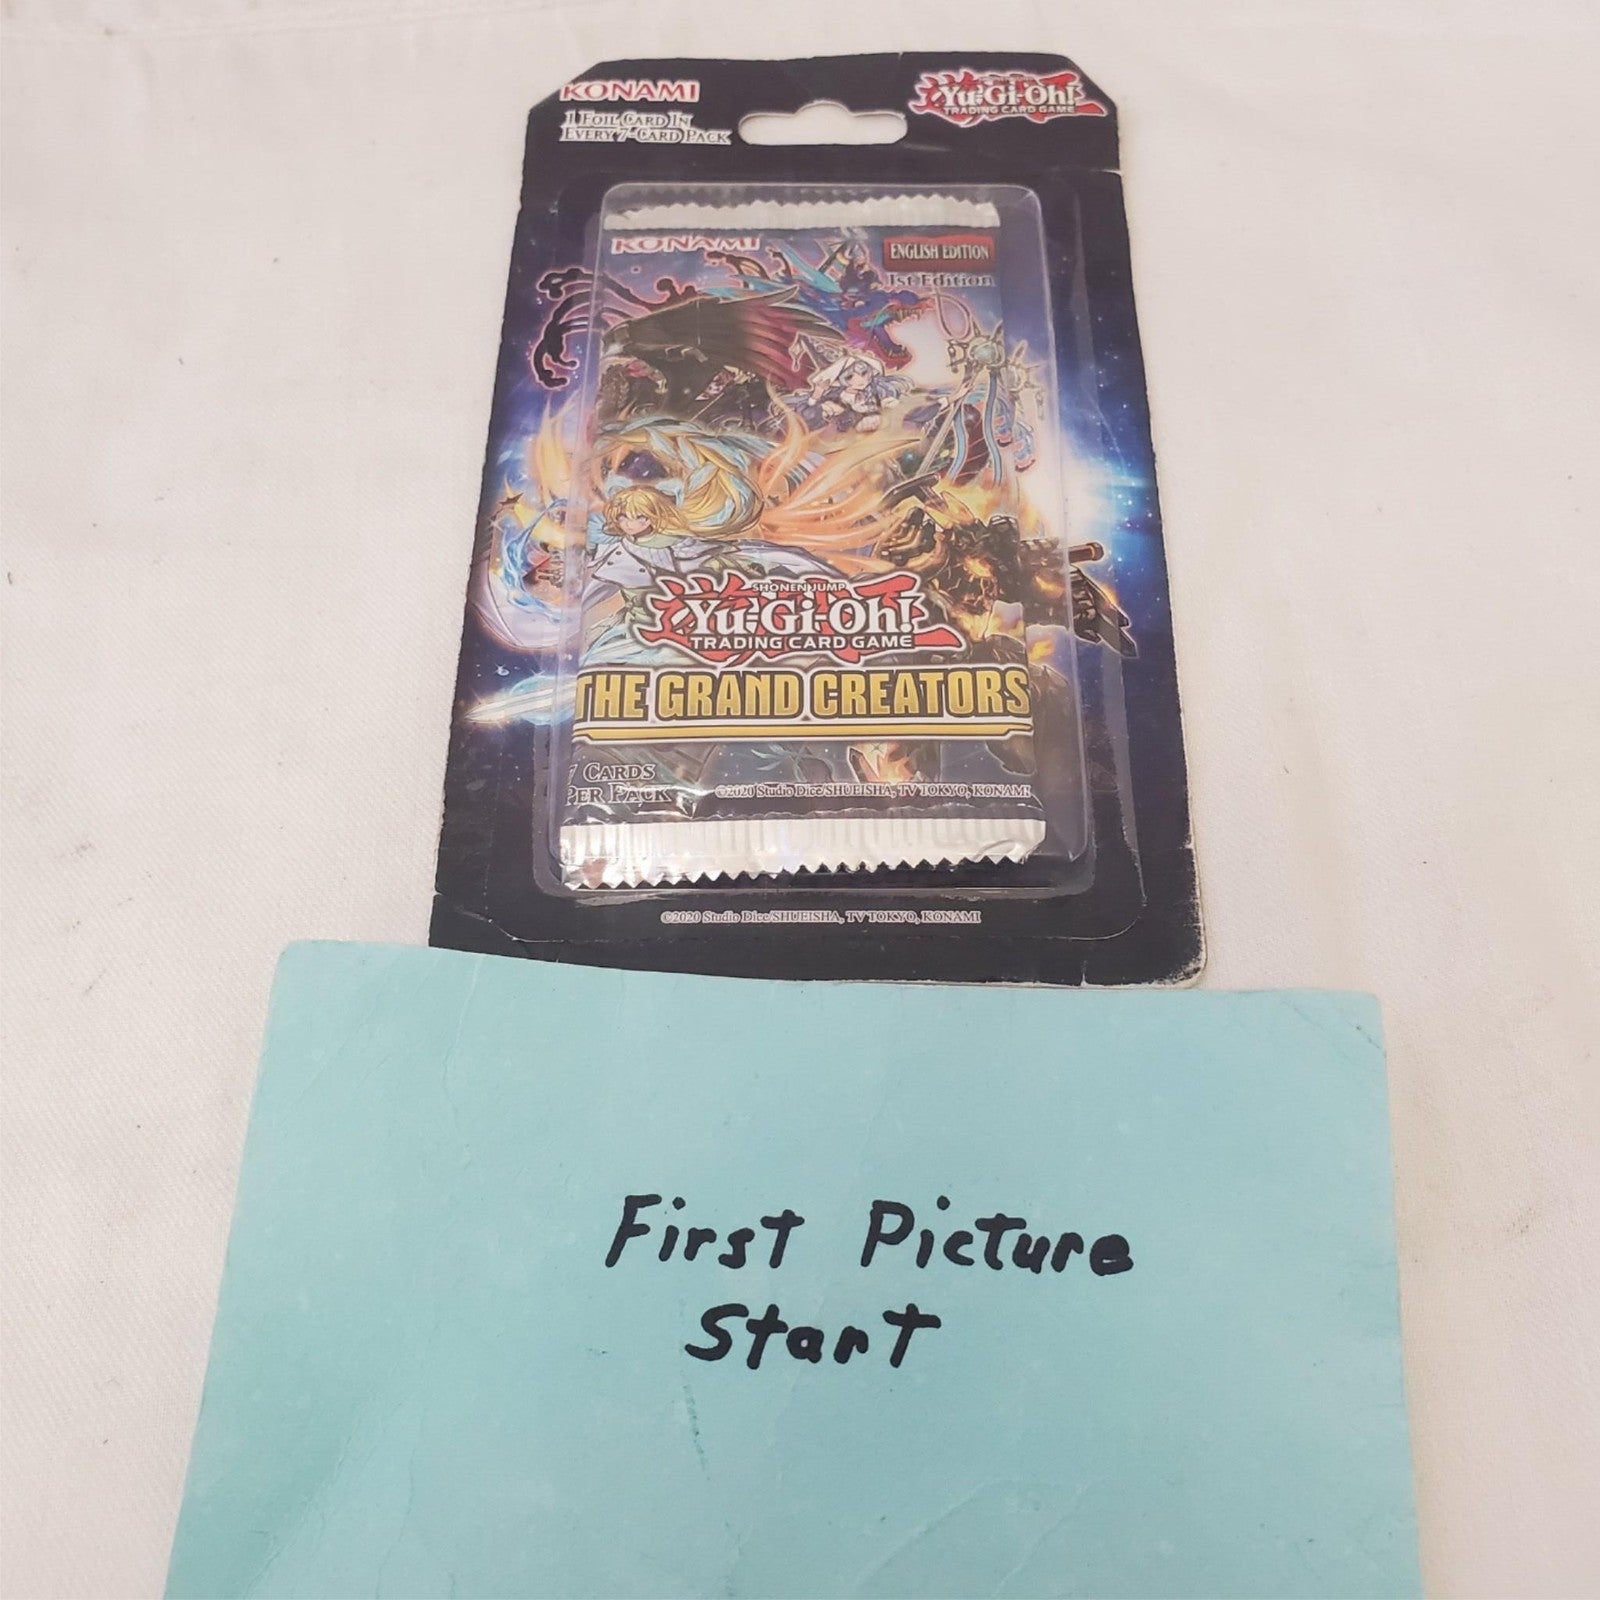 KONAMI
1 FOIL CARD IN
EVERY 7-CARD PACK
Yu-Gi-Oh!
TRADING CARD GAME
KONAMI
ENGLISH EDITION
1st Edition
SHONEN JUMP
Yu-Gi-Oh!
TRADING CARD GAME
THE GRAND CREATORS
7 CARDS
PER PACK
©2020 Studio Dice/SHUEISHA, TV TOKYO, KONAMI
©2020 Studio Dice/SHUEISHA, TV TOKYO, KONAMI
First Picture
Start